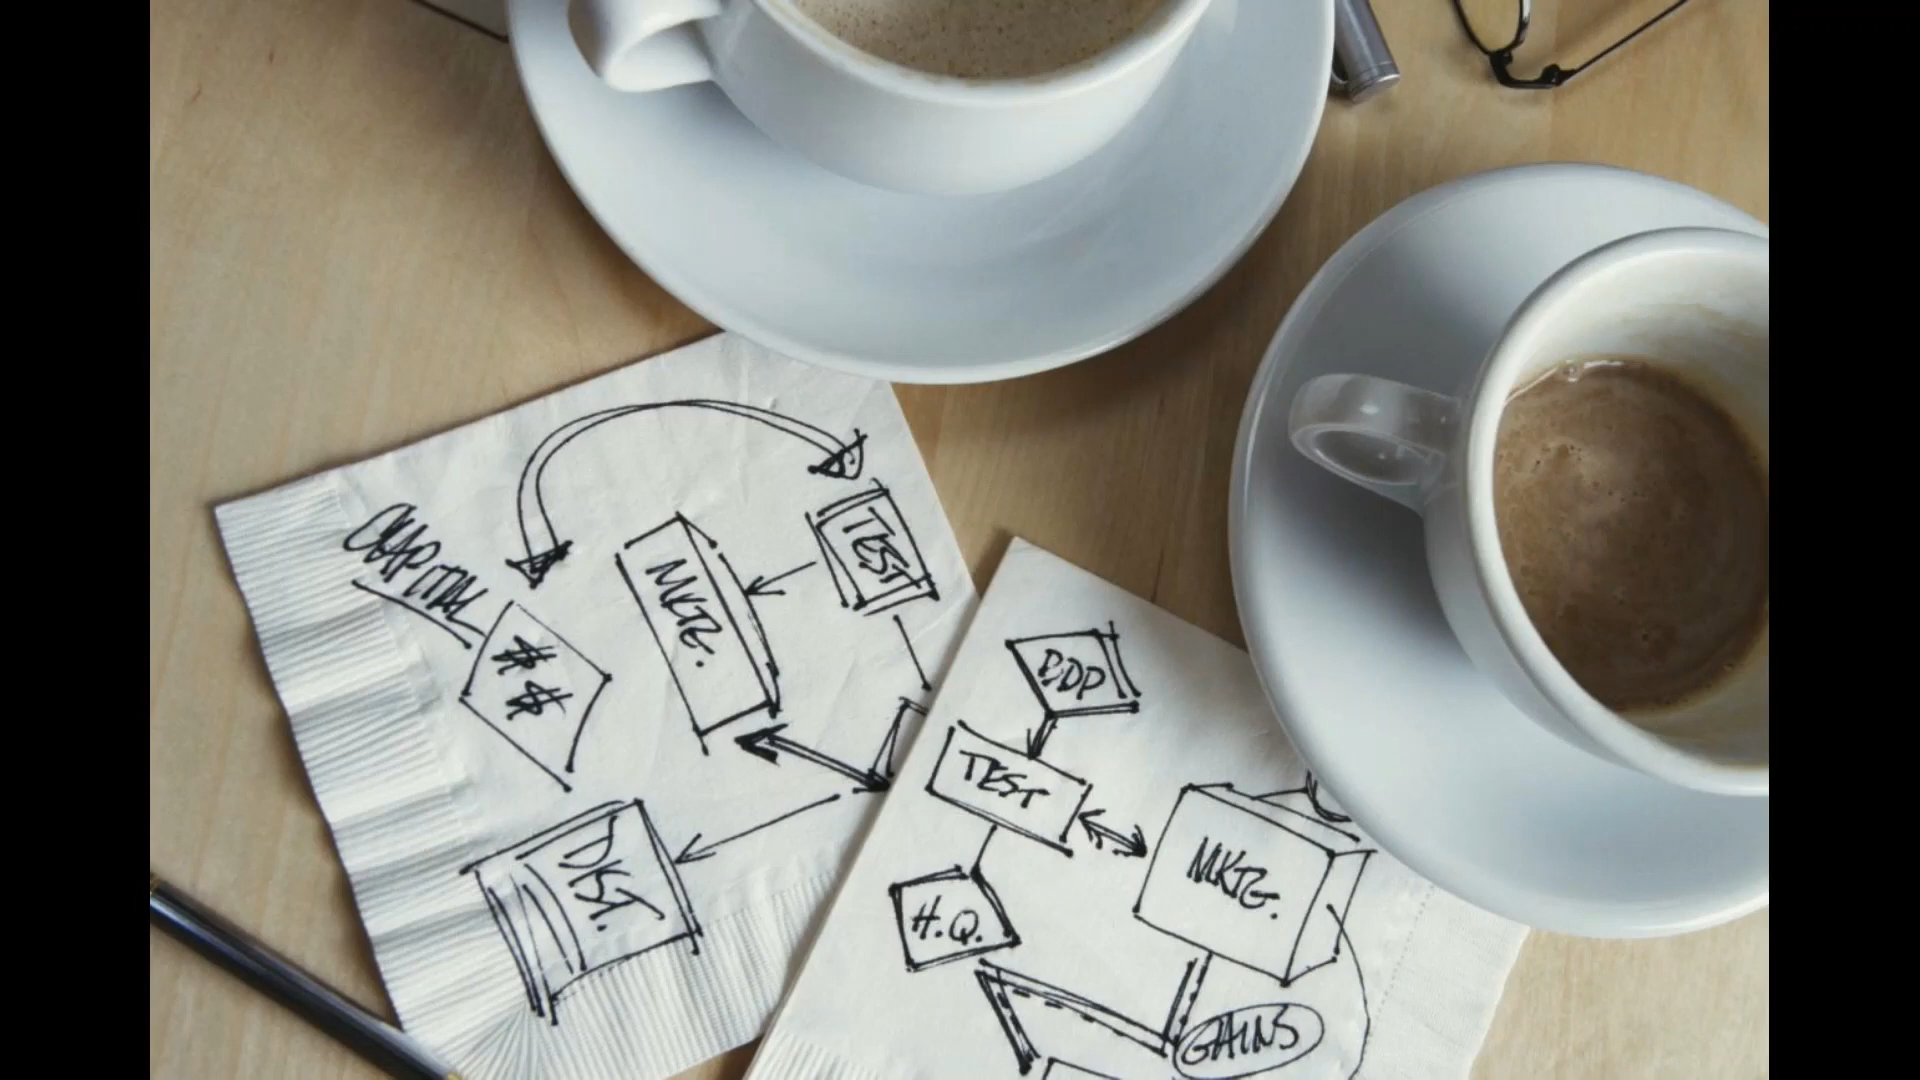 CAPITAL
##
MKTG.
TEST
DIST.
TEST
H.Q.
MKTG.
GAINS